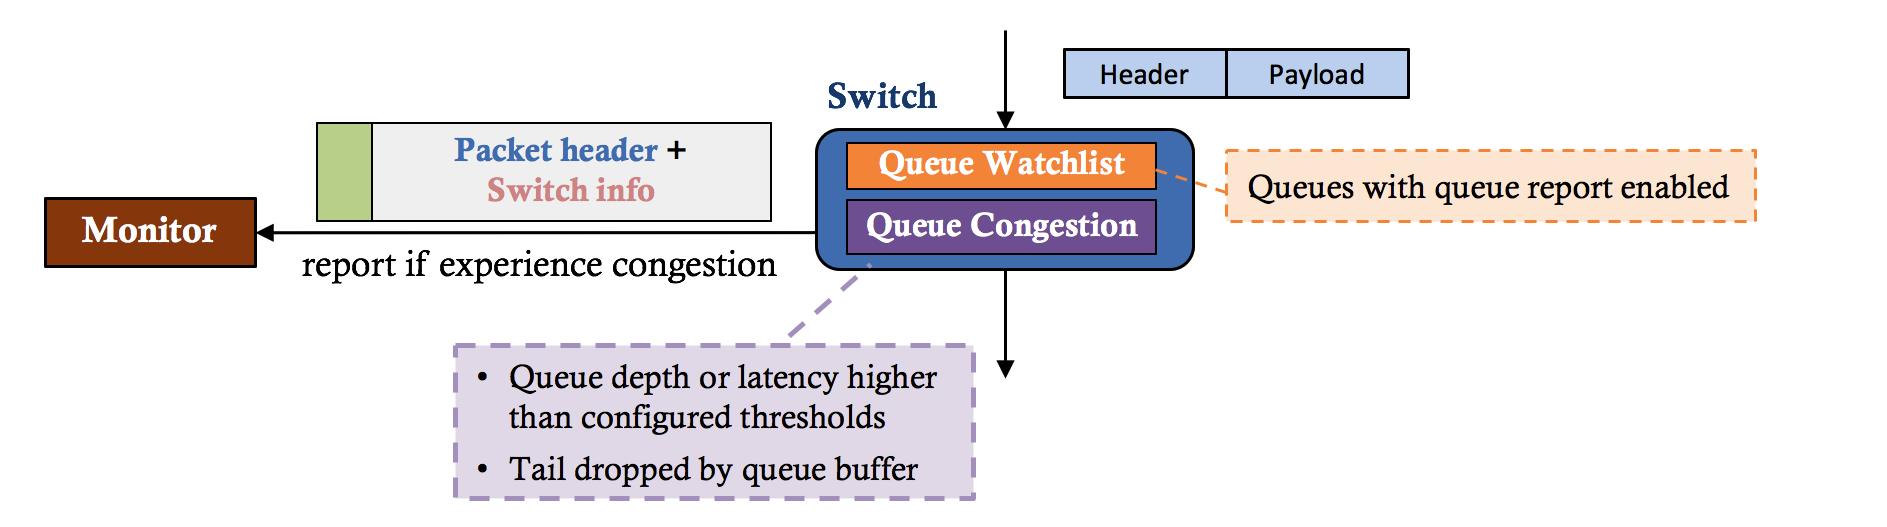 Header
Payload
Switch
Packet header +
Switch info
Queue Watchlist
Queues with queue report enabled
Monitor
Queue Congestion
report if experience congestion
• Queue depth or latency higher
than configured thresholds
• Tail dropped by queue buffer